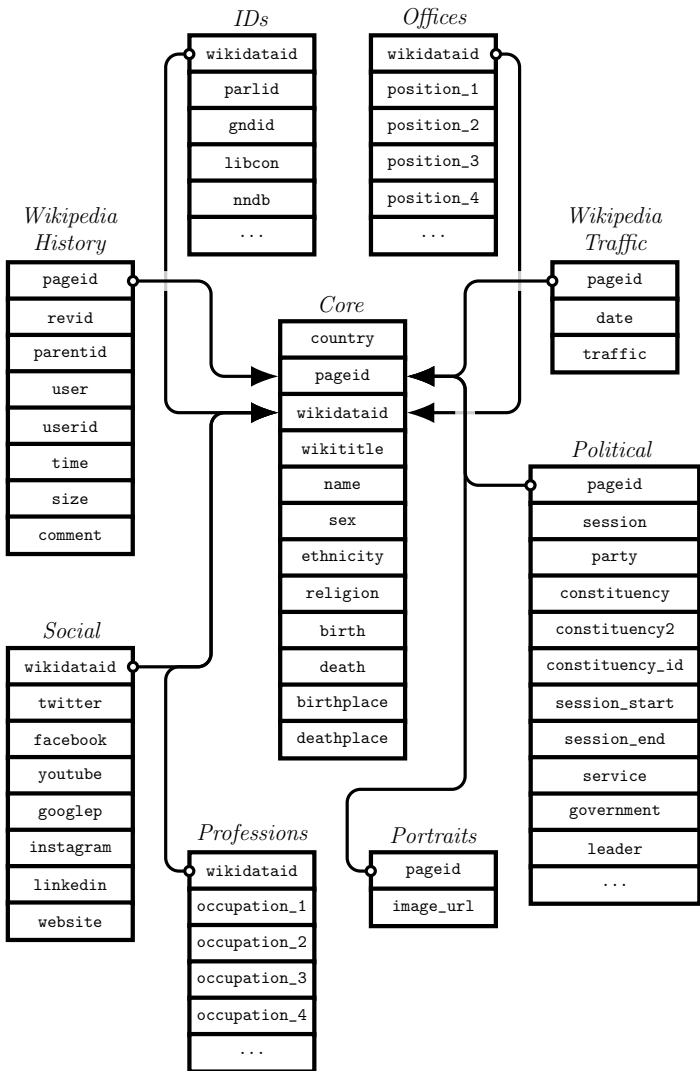 IDs
wikidataid
parlid
gndid
libcon
nndb
...
Offices
wikidataid
position_1
position_2
position_3
position_4
...
Wikipedia
History
pageid
revid
parentid
user
userid
time
size
comment
Core
country
pageid
wikidataid
wikititle
name
sex
ethnicity
religion
birth
death
birthplace
deathplace
Wikipedia
Traffic
pageid
date
traffic
Political
pageid
session
party
constituency
constituency2
constituency_id
session_start
session_end
service
government
leader
...
Social
wikidataid
twitter
facebook
youtube
googlep
instagram
linkedin
website
Professions
wikidataid
occupation_1
occupation_2
occupation_3
occupation_4
...
Portraits
pageid
image_url